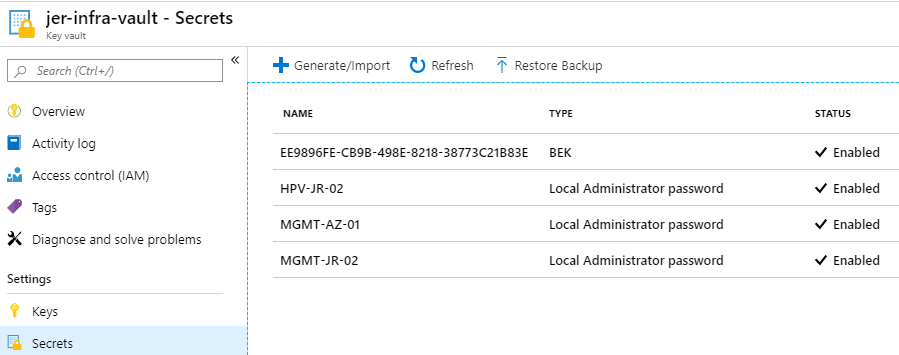 jer-infra-vault - Secrets
Key vault
Search (Ctrl+/)
«
Overview
Activity log
Access control (IAM)
Tags
Diagnose and solve problems
Settings
Keys
Secrets
Generate/Import Refresh Restore Backup
NAME TYPE STATUS
EE9896FE-CB9B-498E-8218-38773C21B83E BEK Enabled
HPV-JR-02 Local Administrator password Enabled
MGMT-AZ-01 Local Administrator password Enabled
MGMT-JR-02 Local Administrator password Enabled